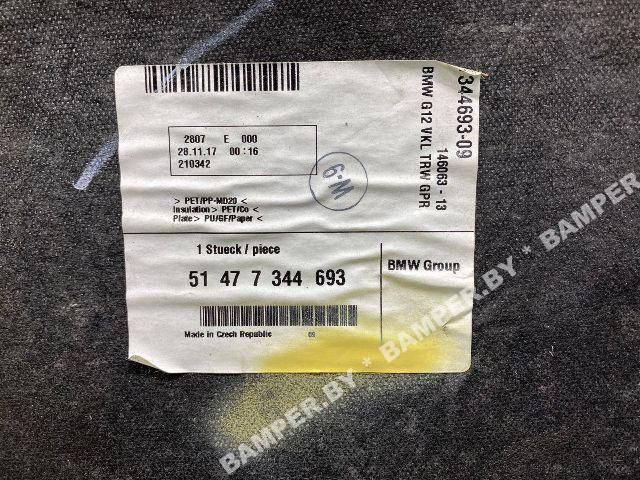 2807 E 000
28.11.17 00:16
210342
> PET/PP-MD20 <
Insulation > PET/Co <
Plate> PU/GF/Paper <
1 Stueck / piece
51 47 7 344 693
Made in Czech Republic 09
BMW Group
344693-09
146063 - 13
BMW G12 VKL TRW GPR
BAMPER.BY * BAMPER.BY * BAMPER.BY